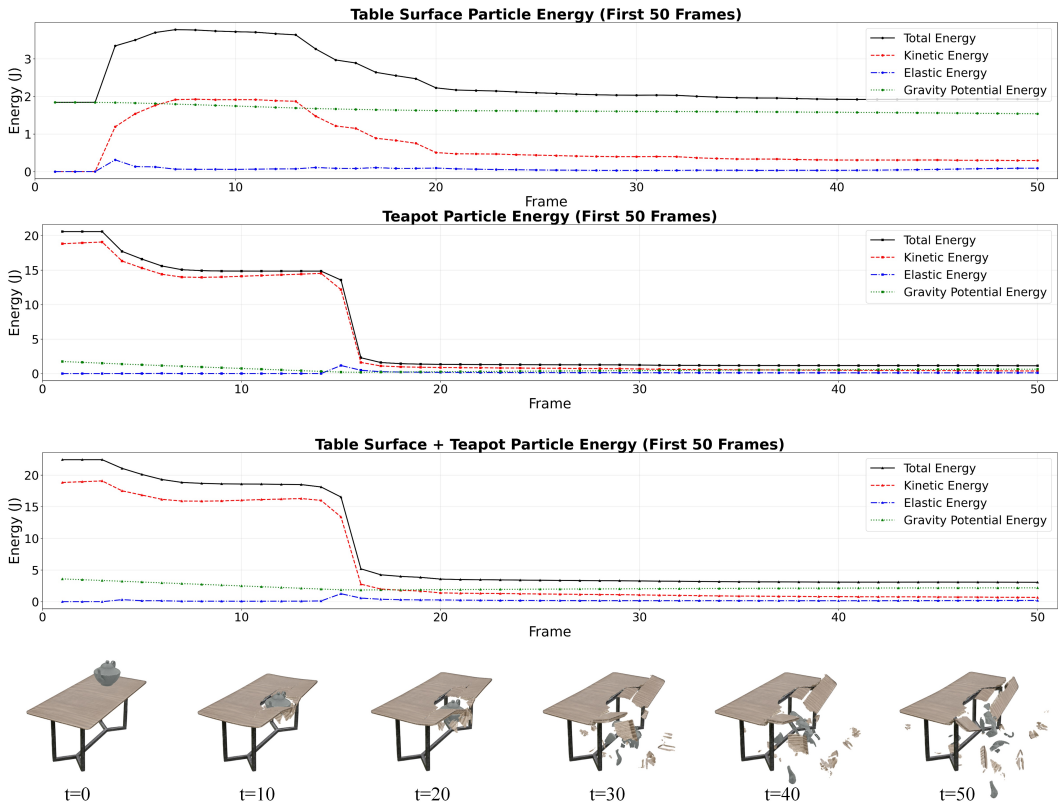 Table Surface Particle Energy (First 50 Frames)
Energy (J)
3
2
1
0
0 10 20 30 40 50
Frame
Total Energy
Kinetic Energy
Elastic Energy
Gravity Potential Energy
Teapot Particle Energy (First 50 Frames)
Energy (J)
20
15
10
5
0
0 10 20 30 40 50
Frame
Total Energy
Kinetic Energy
Elastic Energy
Gravity Potential Energy
Table Surface + Teapot Particle Energy (First 50 Frames)
Energy (J)
20
15
10
5
0
0 10 20 30 40 50
Frame
Total Energy
Kinetic Energy
Elastic Energy
Gravity Potential Energy
t=0 t=10 t=20 t=30 t=40 t=50